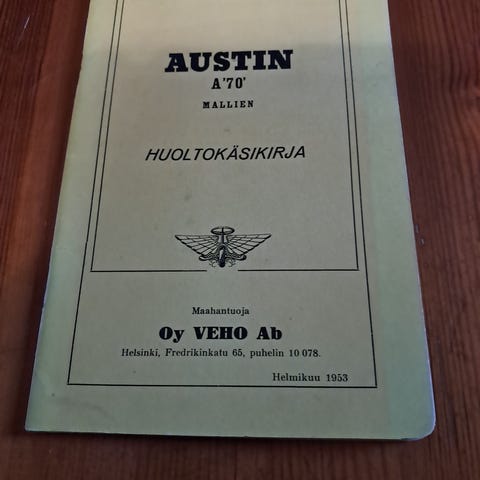 AUSTIN
A'70'
MALLIEN
HUOLTOKÄSIKIRJA
Maahantuoja
Oy VEHO Ab
Helsinki, Fredrikinkatu 65, puhelin 10 078.
Helmikuu 1953